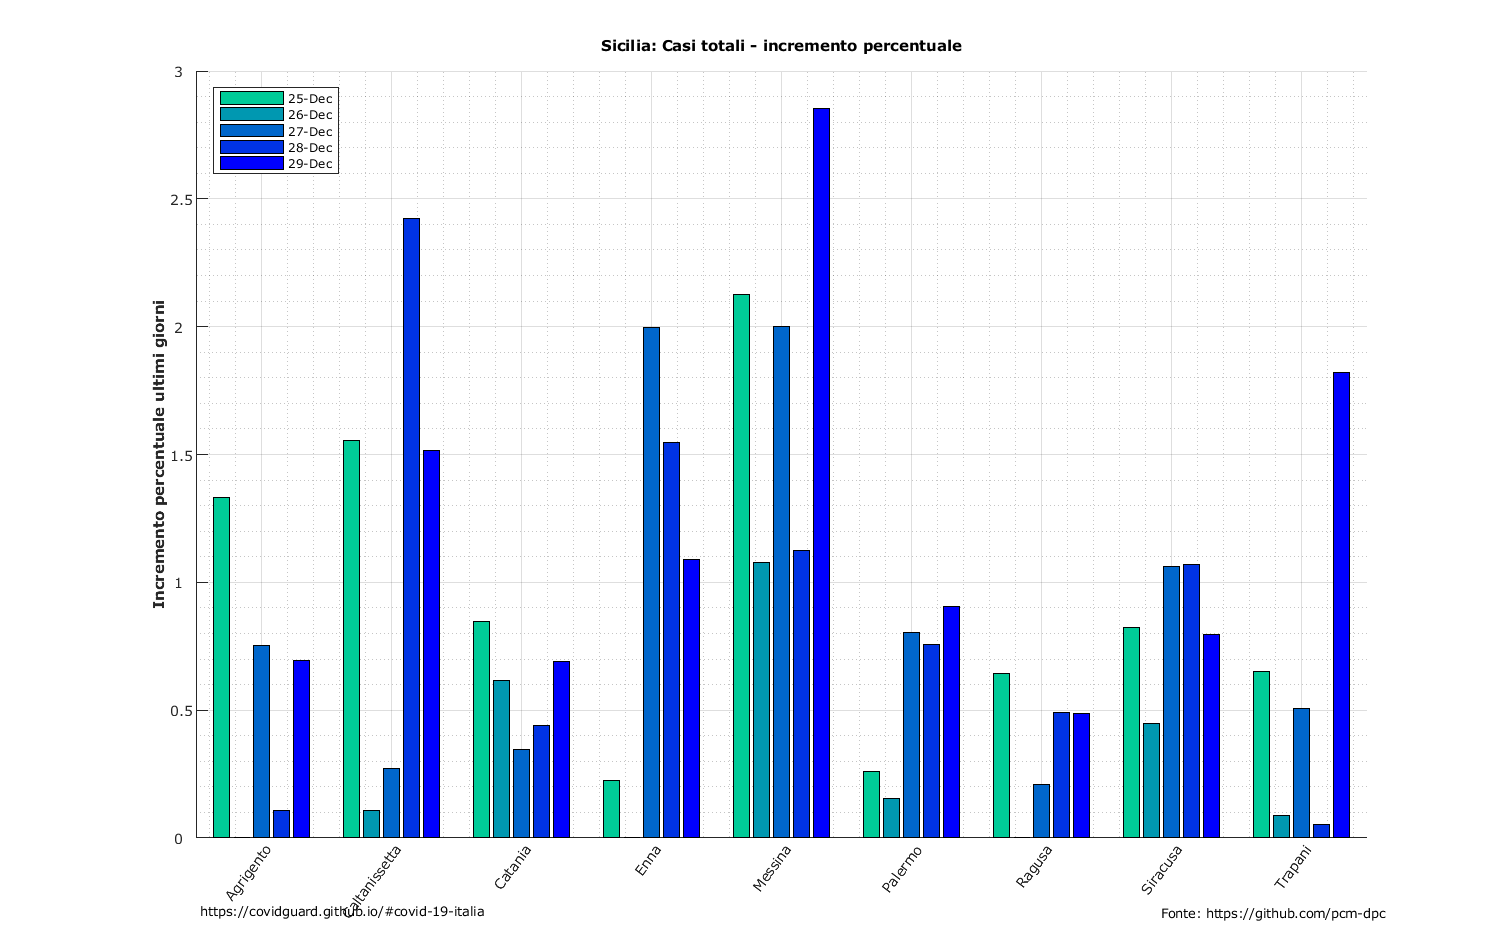 Sicilia: Casi totali - incremento percentuale
3
25-Dec
26-Dec
27-Dec
28-Dec
29-Dec
2.5
2
1.5
1
0.5
0
Incremento percentuale ultimi giorni
Agrigento
Caltanissetta
Catania
Enna
Messina
Palermo
Ragusa
Siracusa
Trapani
https://covidguard.github.io/#covid-19-italia
Fonte: https://github.com/pcm-dpc